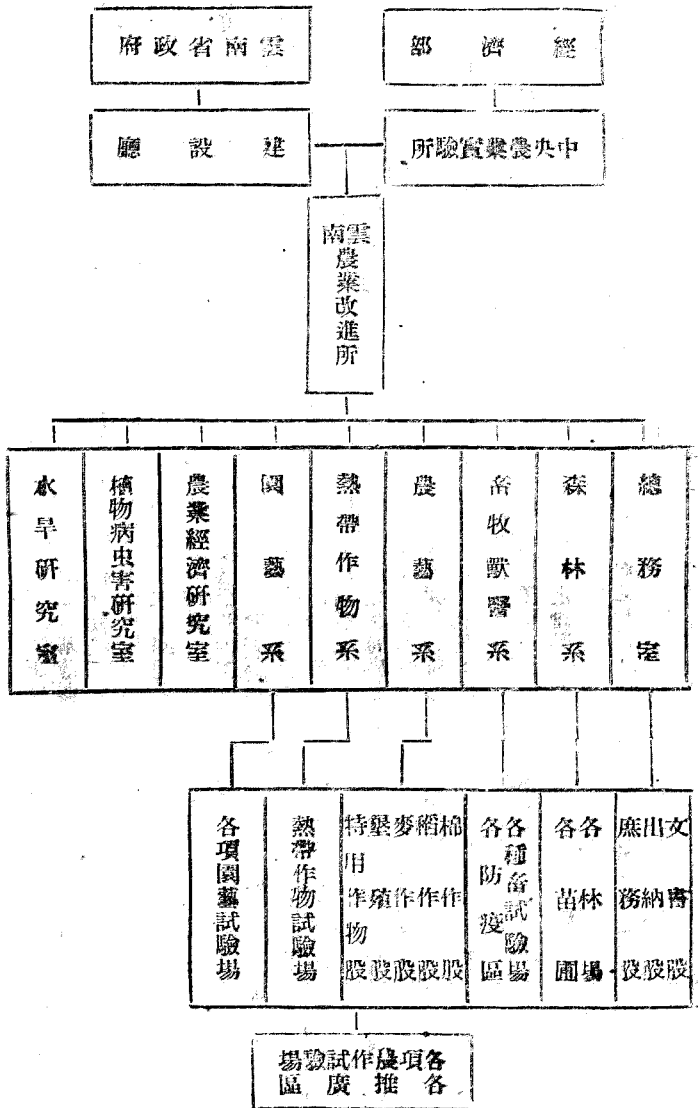 經濟部
雲南省政府
中央農業實驗所
建設廳
雲南
農業改進所
總務室
森林系
畜牧獸醫系
農藝系
熱帶作物系
園藝系
農業經濟研究室
植物病虫害研究室
水旱研究室
文書股
出納股
庶務股
各林場
各苗圃
各種畜試驗場
各防疫區
棉作股
稻作股
麥作股
墾殖股
特用作物股
熱帶作物試驗場
各項園藝試驗場
各項農作試驗場
各推廣區